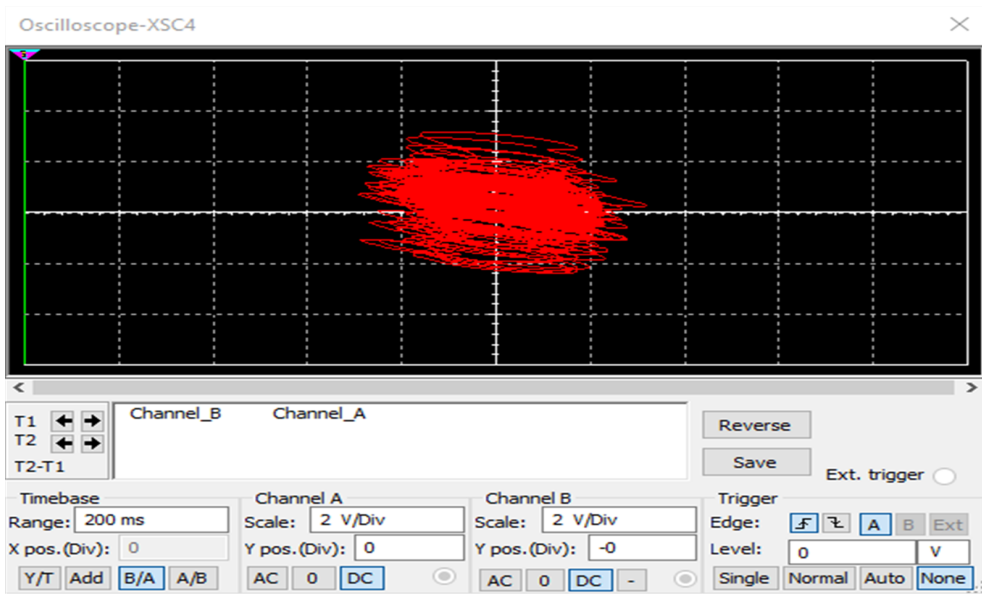 Oscilloscope-XSC4
T
T1
T2
T2-T1
Channel_B Channel_A
Reverse
Save
Ext. trigger
Timebase
Range: 200 ms
X pos.(Div): 0
Y/T Add B/A A/B
Channel A
Scale: 2 V/Div
Y pos.(Div): 0
AC 0 DC
Channel B
Scale: 2 V/Div
Y pos.(Div): -0
AC 0 DC -
Trigger
Edge: A B Ext
Level: 0 V
Single Normal Auto None